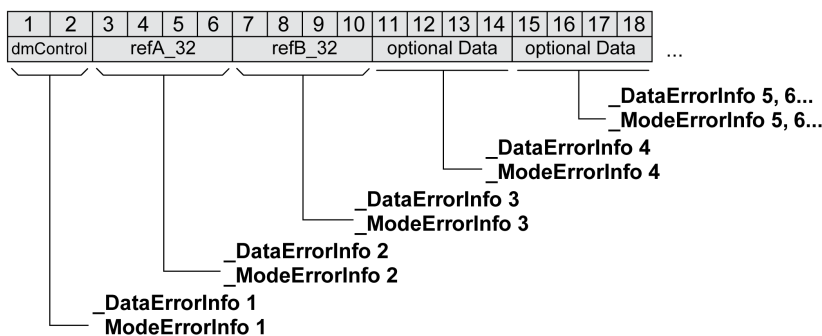 1 2 3 4 5 6 7 8 9 10 11 12 13 14 15 16 17 18
dmControl refA_32 refB_32 optional Data optional Data ...
_DataErrorInfo 5, 6...
_ModeErrorInfo 5, 6...
_DataErrorInfo 4
_ModeErrorInfo 4
_DataErrorInfo 3
_ModeErrorInfo 3
_DataErrorInfo 2
_ModeErrorInfo 2
_DataErrorInfo 1
_ModeErrorInfo 1